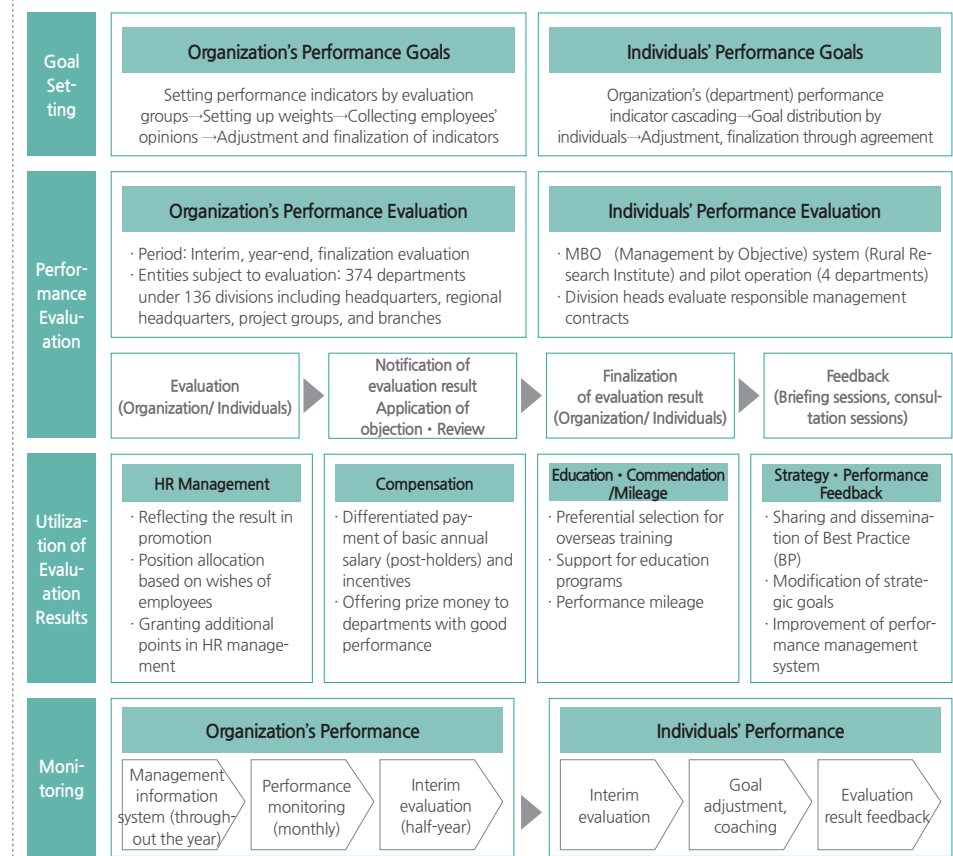 Goal
Set-
ting
Organization's Performance Goals
Setting performance indicators by evaluation
groups→Setting up weights→Collecting employees'
opinions →Adjustment and finalization of indicators
Individuals' Performance Goals
Organization's (department) performance
indicator cascading→Goal distribution by
individuals→Adjustment, finalization through agreement
Perfor-
mance
Evalu-
ation
Organization's Performance Evaluation
· Period: Interim, year-end, finalization evaluation
· Entities subject to evaluation: 374 departments
under 136 divisions including headquarters, regional
headquarters, project groups, and branches
Individuals' Performance Evaluation
· MBO (Management by Objective) system (Rural Re-
search Institute) and pilot operation (4 departments)
· Division heads evaluate responsible management
contracts
Evaluation
(Organization/ Individuals)
Notification of
evaluation result
Application of
objection • Review
Finalization
of evaluation result
(Organization/ Individuals)
Feedback
(Briefing sessions, consul-
tation sessions)
Utiliza-
tion of
Evalu-
ation
Results
HR Management
· Reflecting the result in
promotion
· Position allocation
based on wishes of
employees
· Granting additional
points in HR manage-
ment
Compensation
· Differentiated pay-
ment of basic annual
salary (post-holders) and
incentives
· Offering prize money to
departments with good
performance
Education • Commendation
/Mileage
· Preferential selection for
overseas training
· Support for education
programs
· Performance mileage
Strategy • Performance
Feedback
· Sharing and dissemina-
tion of Best Practice
(BP)
· Modification of strate-
gic goals
· Improvement of perfor-
mance management
system
Moni-
toring
Organization's Performance
Management
information
system (through-
out the year)
Performance
monitoring
(monthly)
Interim
evaluation
(half-year)
Individuals' Performance
Interim
evaluation
Goal
adjustment,
coaching
Evaluation
result feedback